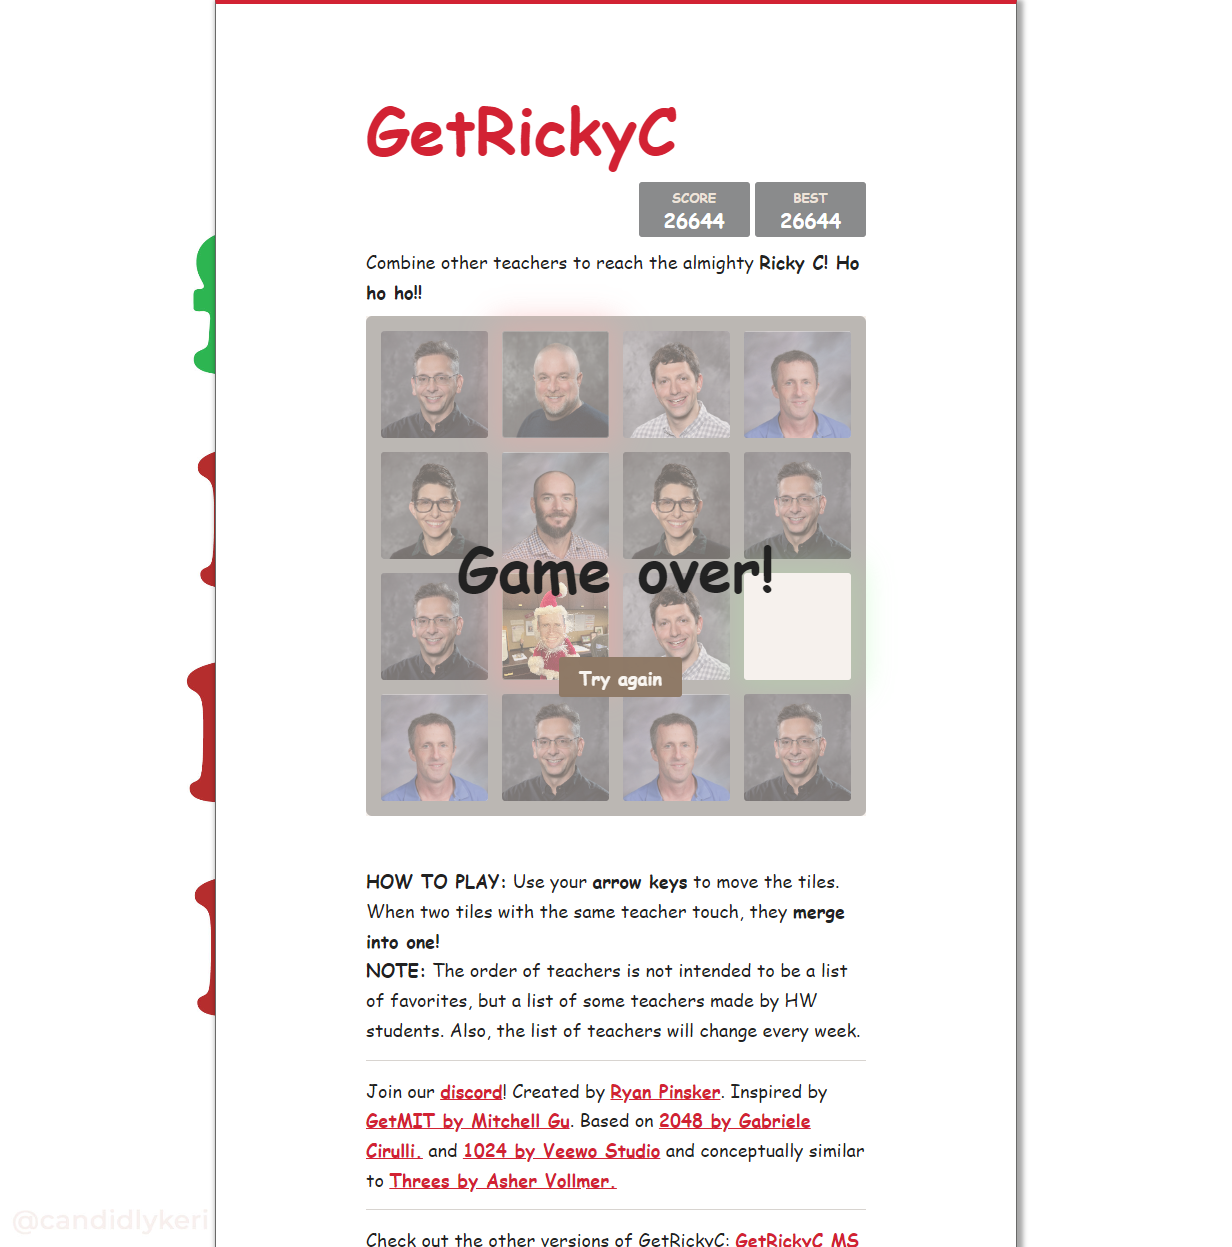 GetRickyC
SCORE
26644
BEST
26644
Combine other teachers to reach the almighty Ricky C! Ho
ho ho!!
Game over!
Try again
HOW TO PLAY: Use your arrow keys to move the tiles.
When two tiles with the same teacher touch, they merge
into one!
NOTE: The order of teachers is not intended to be a list
of favorites, but a list of some teachers made by HW
students. Also, the list of teachers will change every week.
Join our discord! Created by Ryan Pinsker. Inspired by
GetMIT by Mitchell Gu. Based on 2048 by Gabriele
Cirulli. and 1024 by Veewo Studio and conceptually similar
to Threes by Asher Vollmer.
@candidlykeri
Check out the other versions of GetRickyC: GetRickyC MS